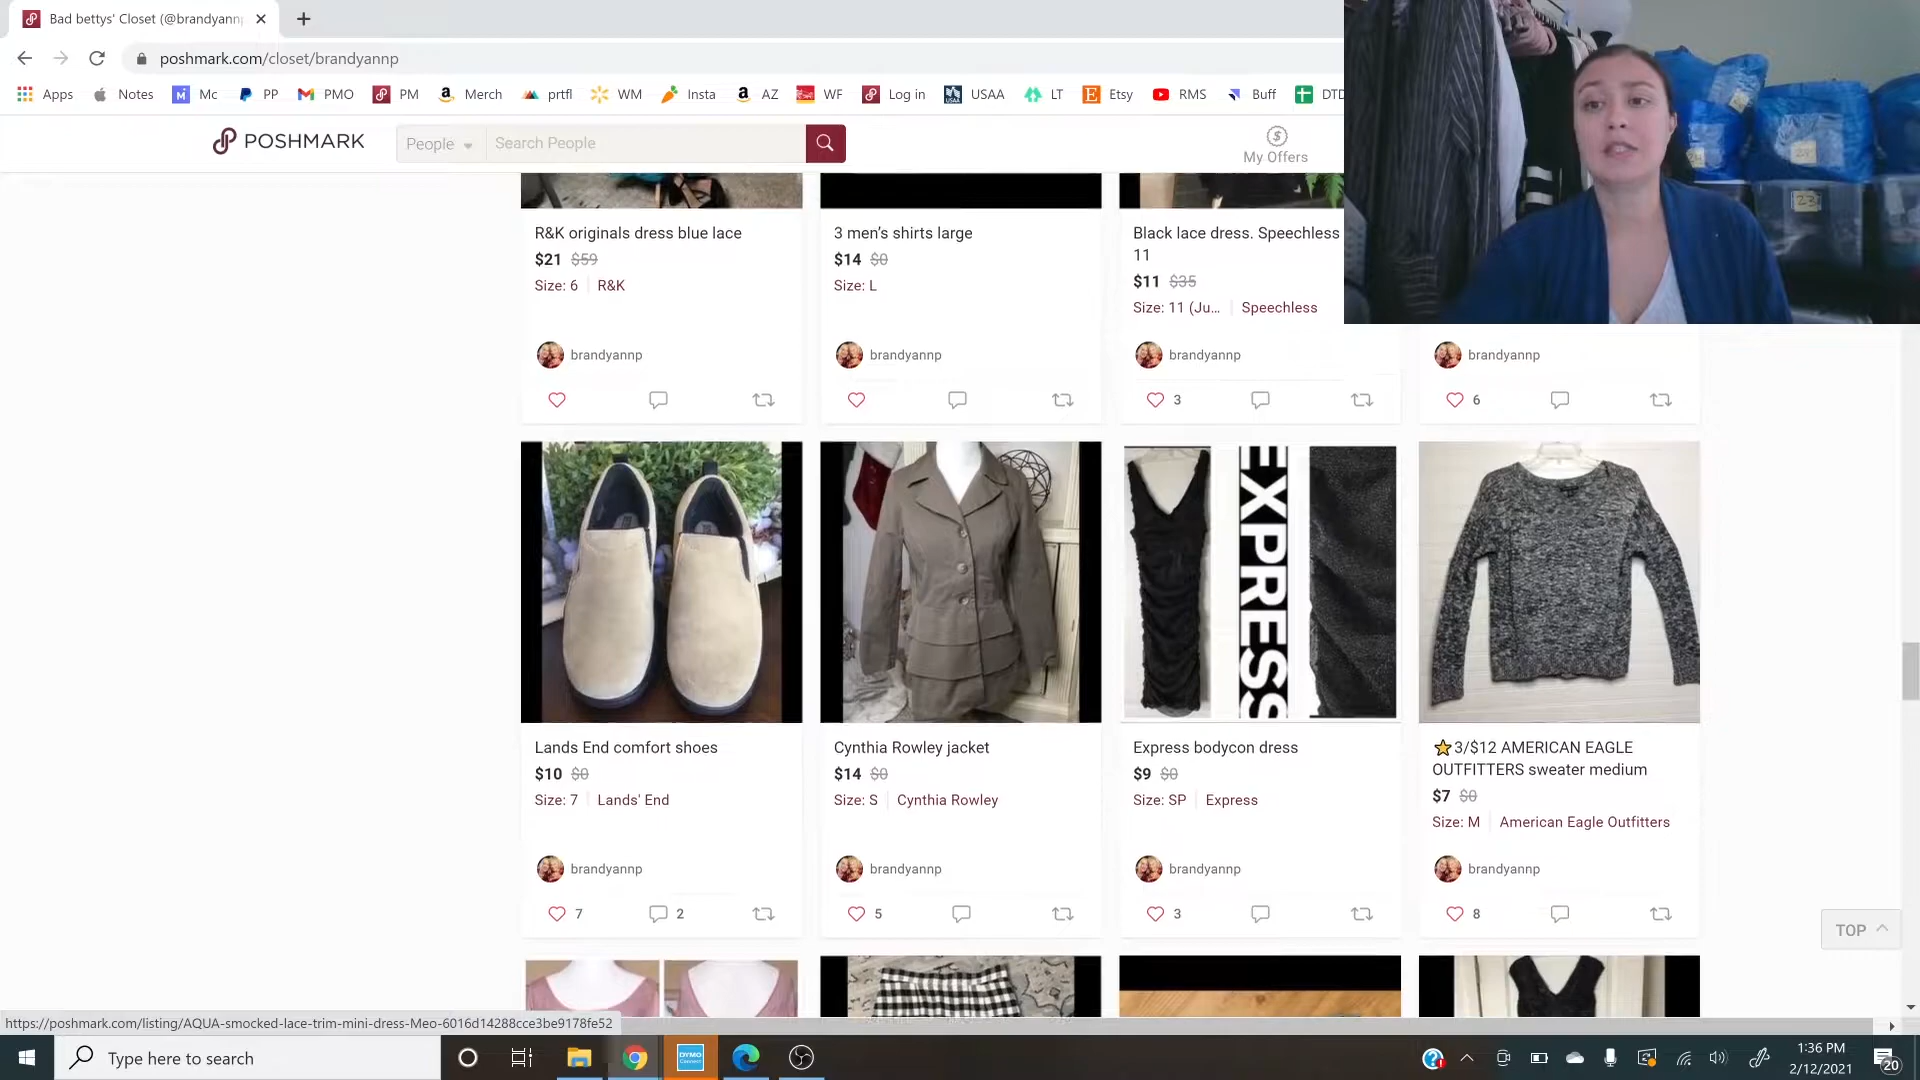 Bad bettys' Closet (@brandyann
poshmark.com/closet/brandyannp
Apps Notes Mc PP PMO PM Merch prtfl WM Insta AZ WF Log in USAA LT Etsy RMS Buff DTD
POSHMARK People Search People My Offers
R&K originals dress blue lace
$21 $59
Size: 6 R&K
brandyannp
3 men's shirts large
$14 $0
Size: L
brandyannp
Black lace dress. Speechless
11
$11 $35
Size: 11 (Ju... Speechless
brandyannp
3
brandyannp
6
Lands End comfort shoes
$10 $0
Size: 7 Lands' End
brandyannp
7 2
Cynthia Rowley jacket
$14 $0
Size: S Cynthia Rowley
brandyannp
5
EXPRESS
Express bodycon dress
$9 $0
Size: SP Express
brandyannp
3
⭐3/$12 AMERICAN EAGLE
OUTFITTERS sweater medium
$7 $0
Size: M American Eagle Outfitters
brandyannp
8
TOP
https://poshmark.com/listing/AQUA-smocked-lace-trim-mini-dress-Meo-6016d14288cce3be9178fe52
Type here to search
DYMO
1:36 PM
2/12/2021
20
23